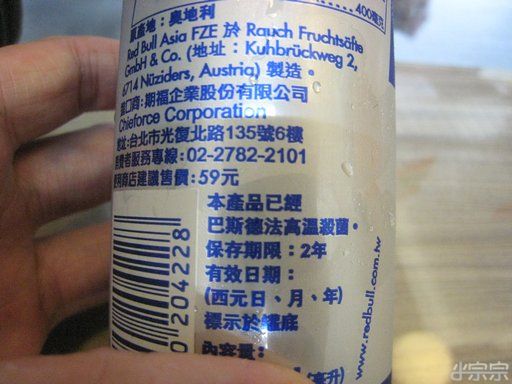 400毫克
原產地：奧地利
Red Bull Asia FZE 於 Rauch Fruchtsäfte
GmbH & Co. (地址：Kuhbrückweg 2,
6714 Nüziders, Austria) 製造。
進口商：期福企業股份有限公司
Chieforce Corporation
地址:台北市光復北路135號6樓
消費者服務專線:02-2782-2101
便利商店建議售價:59元
本產品已經
巴斯德法高溫殺菌。
保存期限：2年
有效日期：
(西元日、月、年)
標示於罐底
內容量：
毫升)
0 204228
www.redbull.com.tw
小宗宗